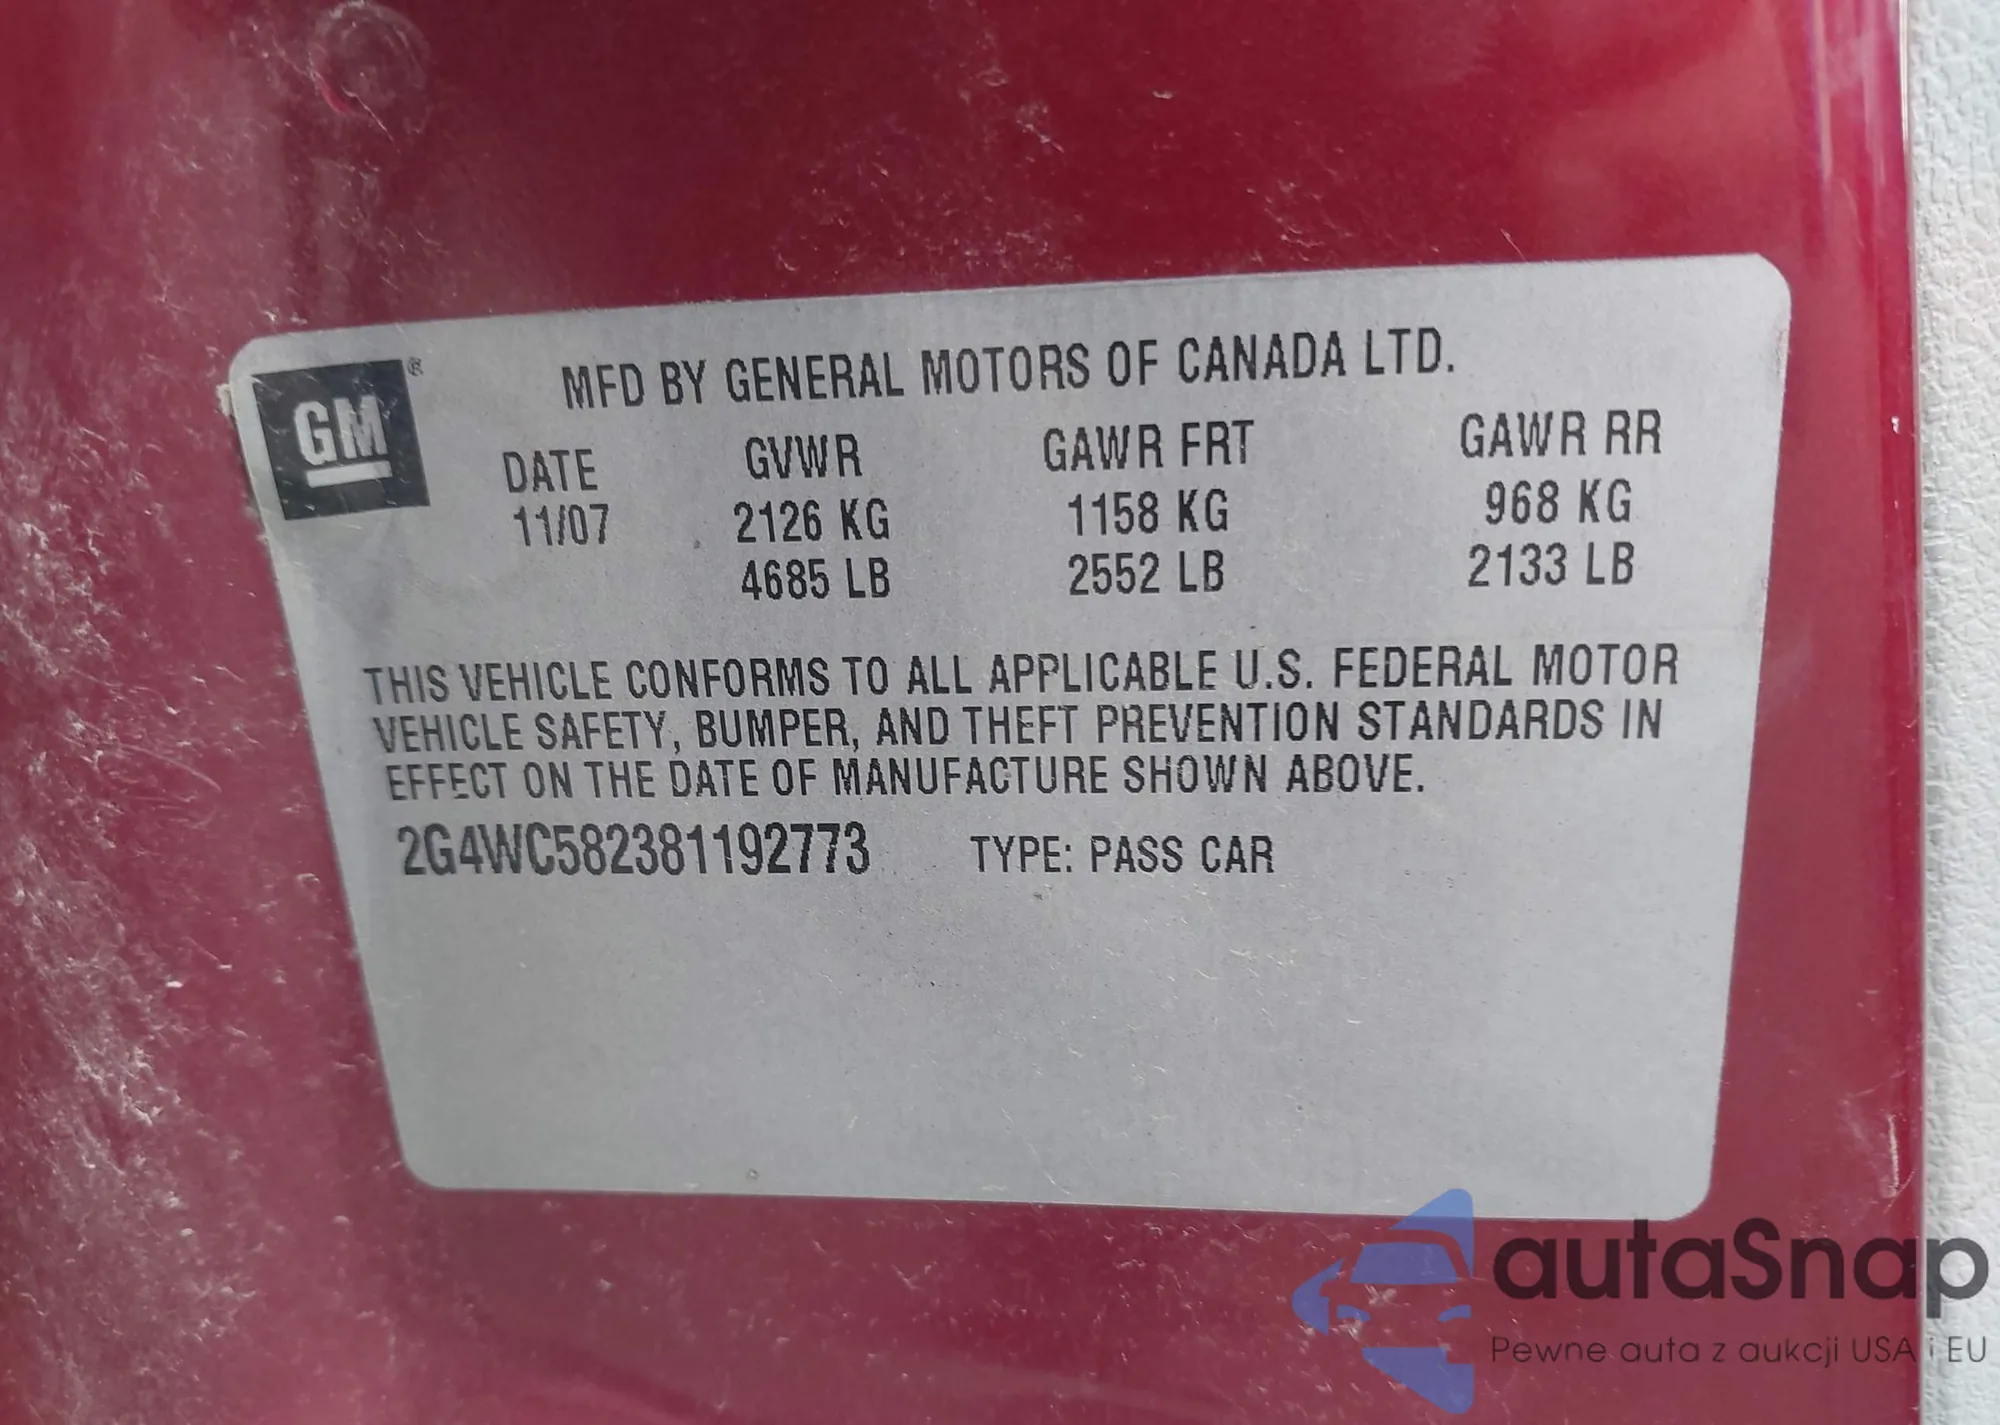 GM®
MFD BY GENERAL MOTORS OF CANADA LTD.
DATE GVWR GAWR FRT GAWR RR
11/07 2126 KG 1158 KG 968 KG
4685 LB 2552 LB 2133 LB
THIS VEHICLE CONFORMS TO ALL APPLICABLE U.S. FEDERAL MOTOR
VEHICLE SAFETY, BUMPER, AND THEFT PREVENTION STANDARDS IN
EFFECT ON THE DATE OF MANUFACTURE SHOWN ABOVE.
2G4WC582381192773 TYPE: PASS CAR
autaSnap
Pewne auta z aukcji USA i EU